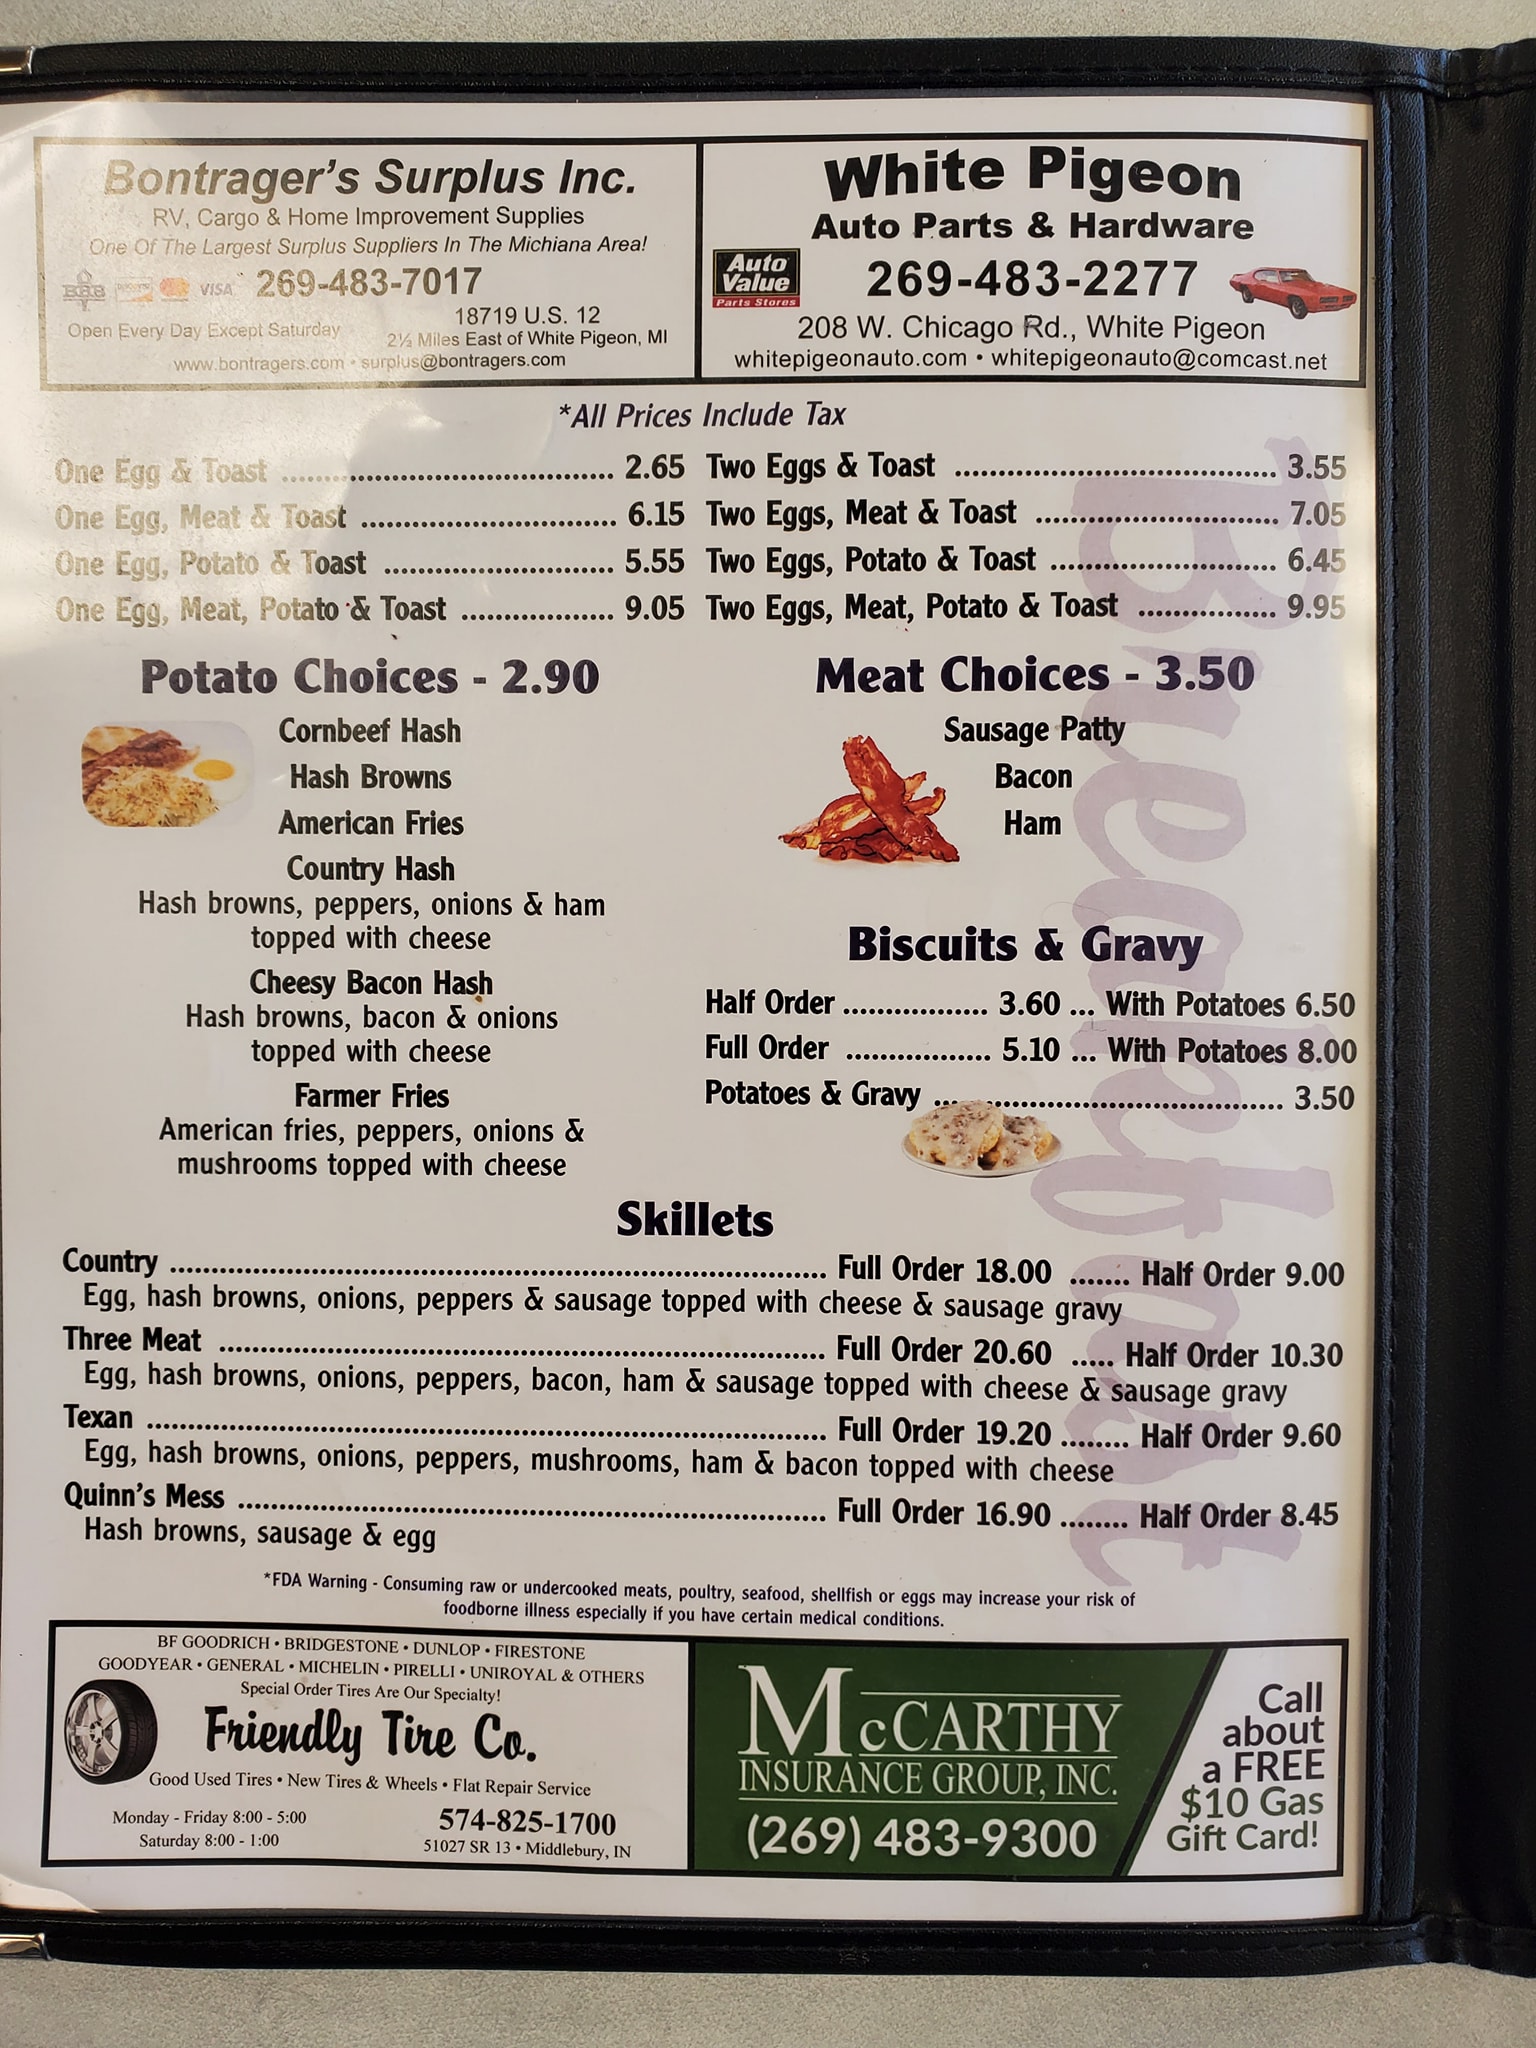 Bontrager's Surplus Inc.
RV, Cargo & Home Improvement Supplies
One Of The Largest Surplus Suppliers In The Michiana Area!
BBB DISCOVER VISA 269-483-7017
Open Every Day Except Saturday
18719 U.S. 12
2½ Miles East of White Pigeon, MI
www.bontragers.com • surplus@bontragers.com
White Pigeon
Auto Parts & Hardware
Auto Value Parts Stores
269-483-2277
208 W. Chicago Rd., White Pigeon
whitepigeonauto.com • whitepigeonauto@comcast.net
*All Prices Include Tax
One Egg & Toast .......... 2.65
One Egg, Meat & Toast .......... 6.15
One Egg, Potato & Toast .......... 5.55
One Egg, Meat, Potato & Toast .......... 9.05
Two Eggs & Toast .......... 3.55
Two Eggs, Meat & Toast .......... 7.05
Two Eggs, Potato & Toast .......... 6.45
Two Eggs, Meat, Potato & Toast .......... 9.95
Breakfast
Potato Choices - 2.90
Cornbeef Hash
Hash Browns
American Fries
Country Hash
Hash browns, peppers, onions & ham
topped with cheese
Cheesy Bacon Hash
Hash browns, bacon & onions
topped with cheese
Farmer Fries
American fries, peppers, onions &
mushrooms topped with cheese
Meat Choices - 3.50
Sausage Patty
Bacon
Ham
Biscuits & Gravy
Half Order .......... 3.60 ... With Potatoes 6.50
Full Order .......... 5.10 ... With Potatoes 8.00
Potatoes & Gravy .......... 3.50
Skillets
Country .......... Full Order 18.00 ....... Half Order 9.00
Egg, hash browns, onions, peppers & sausage topped with cheese & sausage gravy
Three Meat .......... Full Order 20.60 ..... Half Order 10.30
Egg, hash browns, onions, peppers, bacon, ham & sausage topped with cheese & sausage gravy
Texan .......... Full Order 19.20 ........ Half Order 9.60
Egg, hash browns, onions, peppers, mushrooms, ham & bacon topped with cheese
Quinn's Mess .......... Full Order 16.90 ........ Half Order 8.45
Hash browns, sausage & egg
*FDA Warning - Consuming raw or undercooked meats, poultry, seafood, shellfish or eggs may increase your risk of
foodborne illness especially if you have certain medical conditions.
BF GOODRICH • BRIDGESTONE • DUNLOP • FIRESTONE
GOODYEAR • GENERAL • MICHELIN • PIRELLI • UNIROYAL & OTHERS
Special Order Tires Are Our Specialty!
Friendly Tire Co.
Good Used Tires • New Tires & Wheels • Flat Repair Service
Monday - Friday 8:00 - 5:00
Saturday 8:00 - 1:00
574-825-1700
51027 SR 13 • Middlebury, IN
McCARTHY
INSURANCE GROUP, INC.
(269) 483-9300
Call
about
a FREE
$10 Gas
Gift Card!